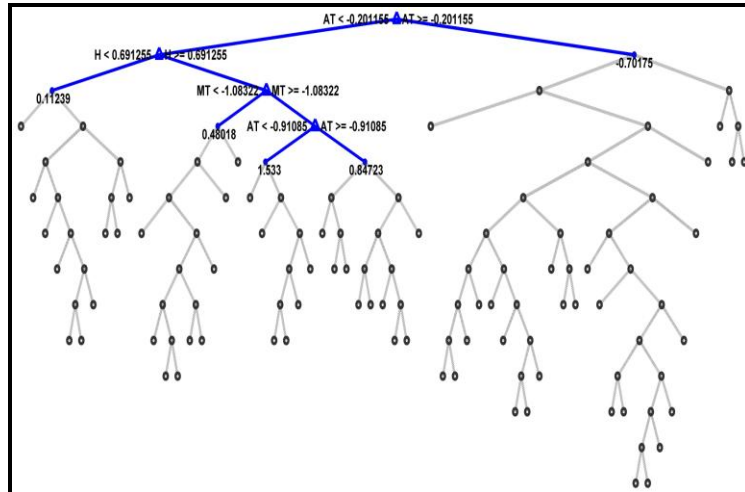 AT < -0.201155 AT >= -0.201155
H < 0.691255 H >= 0.691255
-0.70175
0.11239
MT < -1.08322 MT >= -1.08322
0.48018
AT < -0.91085 AT >= -0.91085
1.533
0.84723